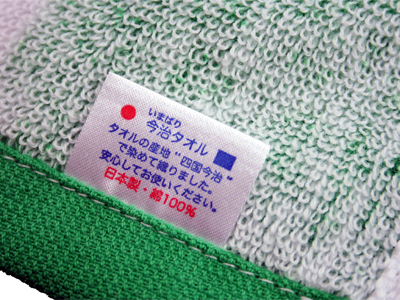 いまばり
今治タオル
タオルの産地“四国今治”
で染めて織りました。
安心してお使いください。
日本製・綿100%